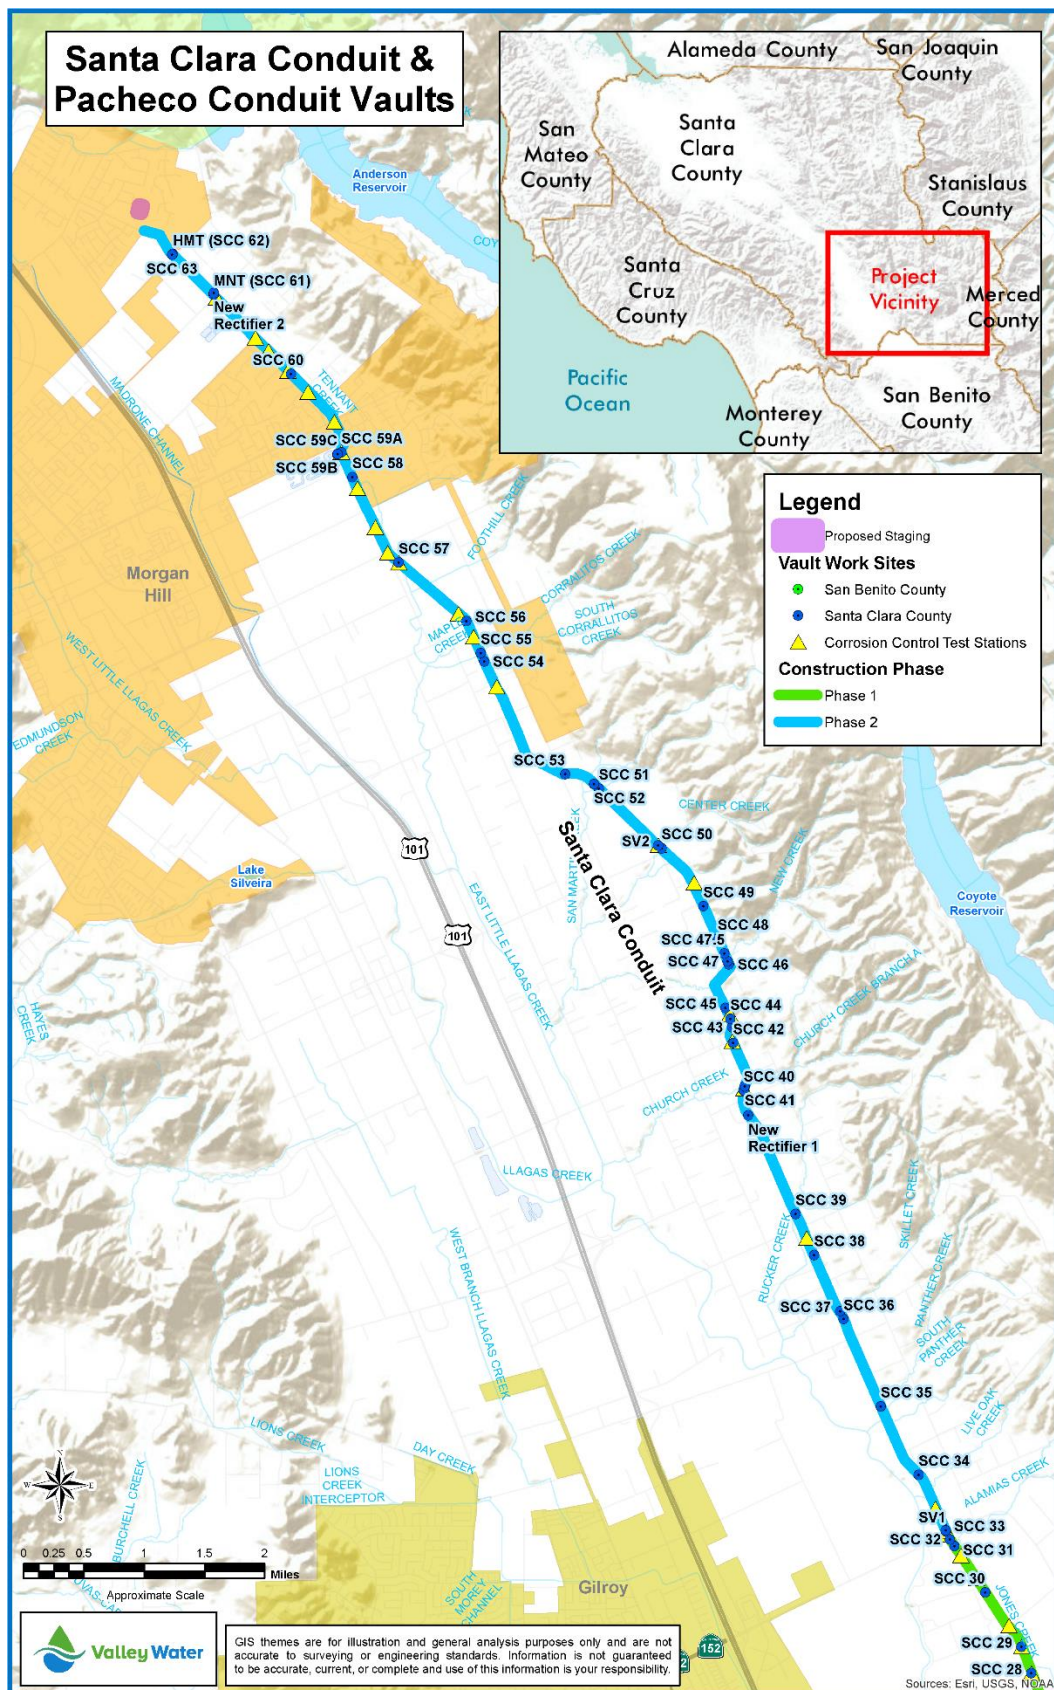 Santa Clara Conduit &
Pacheco Conduit Vaults
Alameda County
San Joaquin
County
San
Mateo
County
Santa
Clara
County
Stanislaus
County
Santa
Cruz
County
Project
Vicinity
Merced
County
Pacific
Ocean
Monterey
County
San Benito
County
Anderson
Reservoir
COY
HMT (SCC 62)
SCC 63
MNT (SCC 61)
New
Rectifier 2
SCC 60
TENNANT
CREEK
MADRONE CHANNEL
SCC 59C
SCC 59A
SCC 59B
SCC 58
Legend
Proposed Staging
Vault Work Sites
San Benito County
Santa Clara County
Corrosion Control Test Stations
Construction Phase
Phase 1
Phase 2
FOOTHILL CREEK
SCC 57
CORRALITOS CREEK
Morgan
Hill
SOUTH
CORRALLITOS
CREEK
SCC 56
MAPLE
CREEK
SCC 55
SCC 54
WEST LITTLE LLAGAS CREEK
EDMUNDSON
CREEK
SCC 53
SCC 51
SCC 52
CENTER CREEK
SV2
SCC 50
101
Santa Clara Conduit
SAN MARTIN CREEK
NEW CREEK
Lake
Silveira
EAST LITTLE LLAGAS CREEK
Coyote
Reservoir
SCC 49
101
SCC 48
SCC 47.5
SCC 47
SCC 46
CHURCH CREEK BRANCH A
HAYES
CREEK
SCC 45
SCC 44
SCC 43
SCC 42
SCC 40
CHURCH CREEK
SCC 41
New
Rectifier 1
LLAGAS CREEK
SCC 39
SKILLET CREEK
RUCKER CREEK
SCC 38
WEST BRANCH LLAGAS CREEK
PANTHER CREEK
SCC 37
SCC 36
SOUTH
PANTHER
CREEK
SCC 35
LIVE OAK
CREEK
LIONS CREEK
DAY CREEK
SCC 34
LIONS
CREEK
INTERCEPTOR
ALAMIAS CREEK
N
W
E
S
BURCHELL CREEK
SV1
SCC 33
SCC 32
SCC 31
0 0.25 0.5 1 1.5 2
Miles
Approximate Scale
SCC 30
Gilroy
SOUTH
MOREY
CHANNEL
JONES CREEK
SCC 29
152
SCC 28
Valley Water
GIS themes are for illustration and general analysis purposes only and are not
accurate to surveying or engineering standards. Information is not guaranteed
to be accurate, current, or complete and use of this information is your responsibility.
Sources: Esri, USGS, NOAA